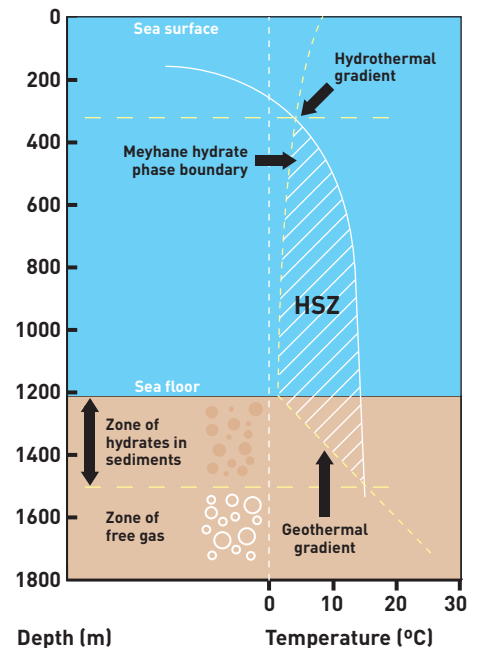 0
Sea surface
Hydrothermal
gradient
200
400
Meyhane hydrate
phase boundary
600
800
HSZ
1000
1200
Sea floor
Zone of
hydrates in
sediments
1400
1600
Zone of
free gas
Geothermal
gradient
1800
0 10 20 30
Depth (m) Temperature (ºC)